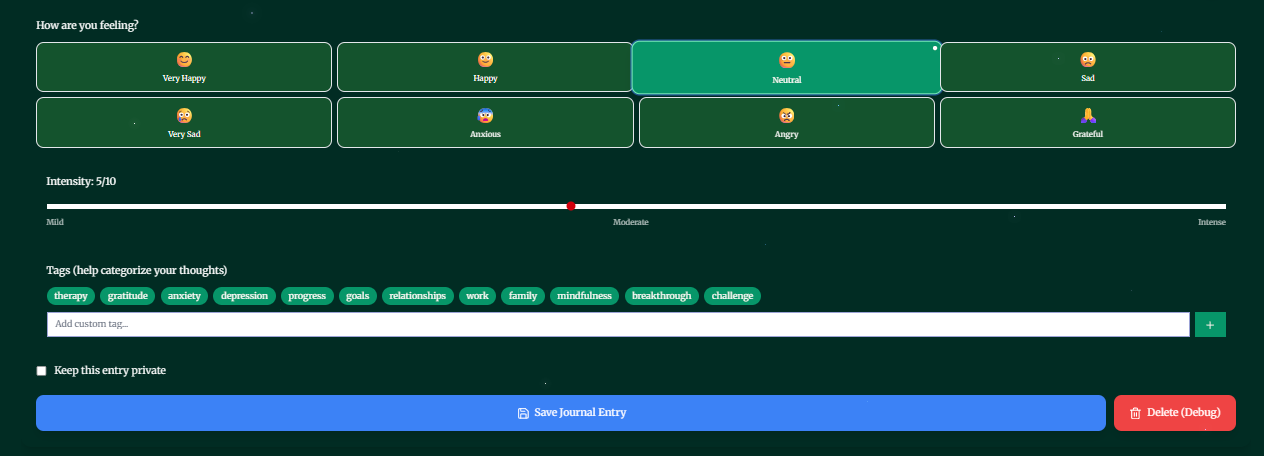 How are you feeling?
Very Happy Happy Neutral Sad
Very Sad Anxious Angry Grateful
Intensity: 5/10
Mild Moderate Intense
Tags (help categorize your thoughts)
therapy gratitude anxiety depression progress goals relationships work family mindfulness breakthrough challenge
Add custom tag...
Keep this entry private
Save Journal Entry Delete (Debug)